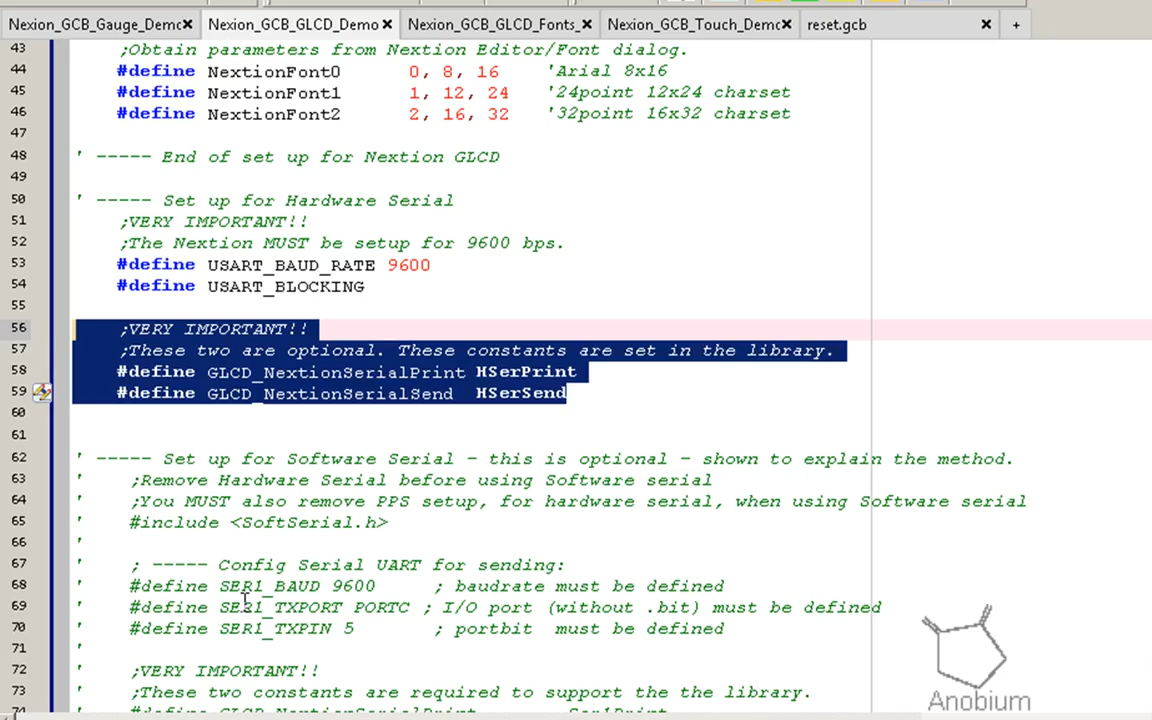 Nexion_GCB_Gauge_Demc Nexion_GCB_GLCD_Demo Nexion_GCB_GLCD_Fonts_ Nexion_GCB_Touch_Demc reset.gcb
43 ;Obtain parameters from Nextion Editor/Font dialog.
44 #define NextionFont0 0, 8, 16 'Arial 8x16
45 #define NextionFont1 1, 12, 24 '24point 12x24 charset
46 #define NextionFont2 2, 16, 32 '32point 16x32 charset
47
48 ' ----- End of set up for Nextion GLCD
49
50 ' ----- Set up for Hardware Serial
51 ;VERY IMPORTANT!!
52 ;The Nextion MUST be setup for 9600 bps.
53 #define USART_BAUD_RATE 9600
54 #define USART_BLOCKING
55
56 ;VERY IMPORTANT!!
57 ;These two are optional. These constants are set in the library.
58 #define GLCD_NextionSerialPrint HSerPrint
59 #define GLCD_NextionSerialSend HSerSend
60
61
62 ' ----- Set up for Software Serial - this is optional - shown to explain the method.
63 ' ;Remove Hardware Serial before using Software serial
64 ' ;You MUST also remove PPS setup, for hardware serial, when using Software serial
65 ' #include <SoftSerial.h>
66 '
67 ' ; ----- Config Serial UART for sending:
68 ' #define SER1_BAUD 9600 ; baudrate must be defined
69 ' #define SER1_TXPORT PORTC ; I/O port (without .bit) must be defined
70 ' #define SER1_TXPIN 5 ; portbit must be defined
71 '
72 ' ;VERY IMPORTANT!!
73 ' ;These two constants are required to support the the library.
74 ' #define GLCD_NextionSerialPrint Ser1Print
Anobium